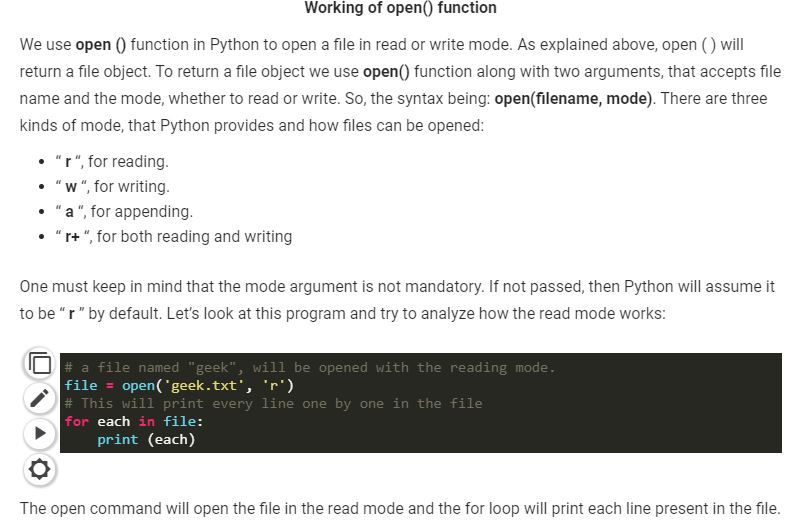 Working of open() function
We use open () function in Python to open a file in read or write mode. As explained above, open ( ) will
return a file object. To return a file object we use open() function along with two arguments, that accepts file
name and the mode, whether to read or write. So, the syntax being: open(filename, mode). There are three
kinds of mode, that Python provides and how files can be opened:
• “ r “, for reading.
• “ w “, for writing.
• “ a “, for appending.
• “ r+ “, for both reading and writing
One must keep in mind that the mode argument is not mandatory. If not passed, then Python will assume it
to be “ r ” by default. Let’s look at this program and try to analyze how the read mode works:
# a file named "geek", will be opened with the reading mode.
file = open('geek.txt', 'r')
# This will print every line one by one in the file
for each in file:
    print (each)
The open command will open the file in the read mode and the for loop will print each line present in the file.